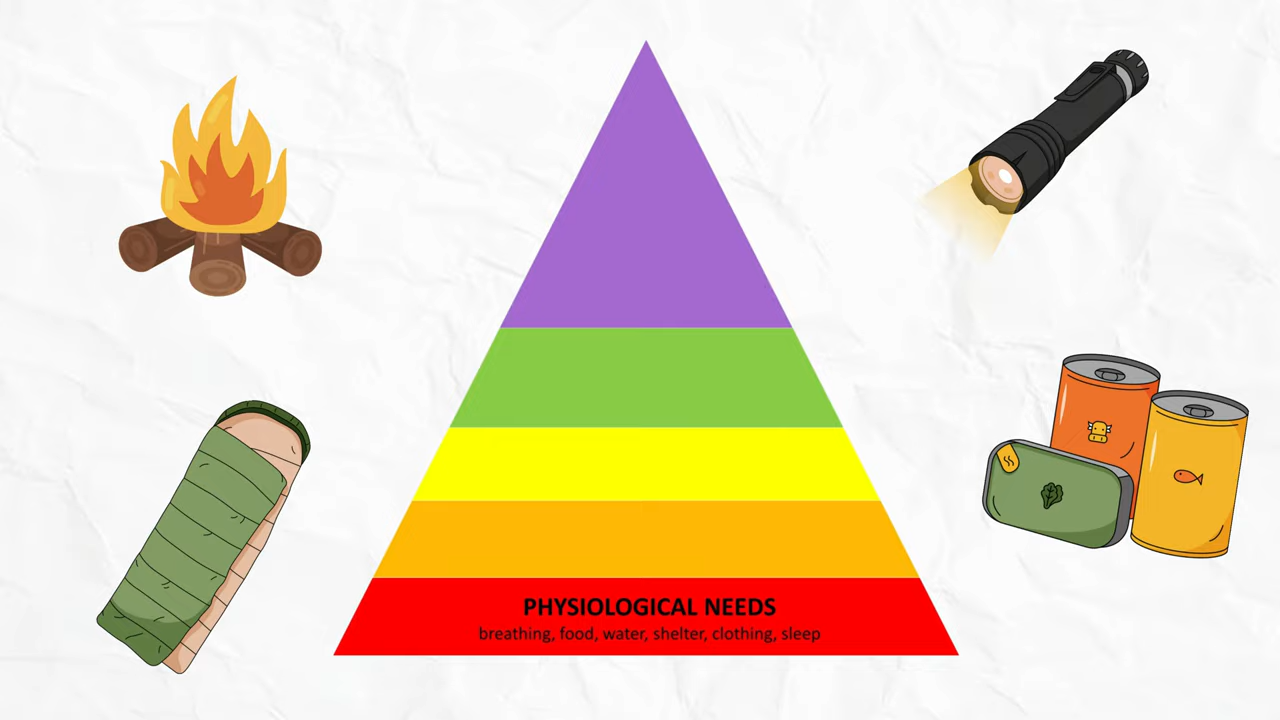 PHYSIOLOGICAL NEEDS
breathing, food, water, shelter, clothing, sleep